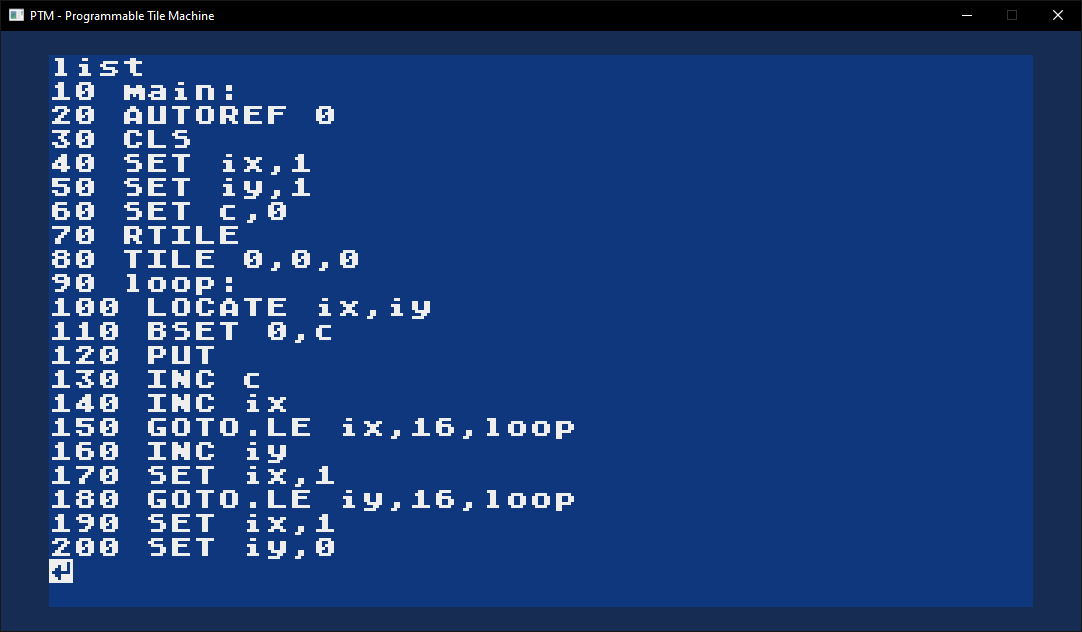 PTM - Programmable Tile Machine
list
10 main:
20 AUTOREF 0
30 CLS
40 SET ix,1
50 SET iy,1
60 SET c,0
70 RTILE
80 TILE 0,0,0
90 loop:
100 LOCATE ix,iy
110 BSET 0,c
120 PUT
130 INC c
140 INC ix
150 GOTO.LE ix,16,loop
160 INC iy
170 SET ix,1
180 GOTO.LE iy,16,loop
190 SET ix,1
200 SET iy,0